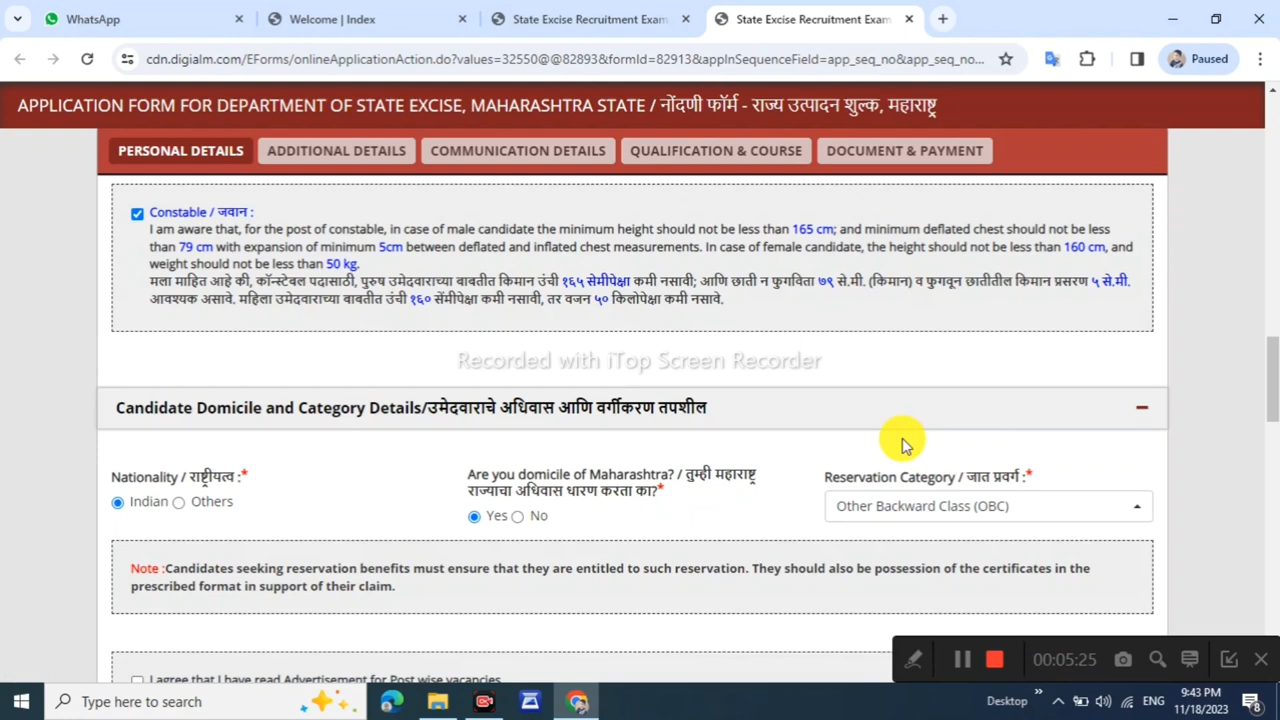 WhatsApp
Welcome | Index
State Excise Recruitment Exam
State Excise Recruitment Exam
cdn.digialm.com/EForms/onlineApplicationAction.do?values=32550@@82893&formId=82913&appInSequenceField=app_seq_no&app_seq_no...
Paused
APPLICATION FORM FOR DEPARTMENT OF STATE EXCISE, MAHARASHTRA STATE / नोंदणी फॉर्म - राज्य उत्पादन शुल्क, महाराष्ट्र
PERSONAL DETAILS
ADDITIONAL DETAILS
COMMUNICATION DETAILS
QUALIFICATION & COURSE
DOCUMENT & PAYMENT
Constable / जवान :
I am aware that, for the post of constable, in case of male candidate the minimum height should not be less than 165 cm; and minimum deflated chest should not be less
than 79 cm with expansion of minimum 5cm between deflated and inflated chest measurements. In case of female candidate, the height should not be less than 160 cm, and
weight should not be less than 50 kg.
मला माहित आहे की, कॉन्स्टेबल पदासाठी, पुरुष उमेदवाराच्या बाबतीत किमान उंची १६५ सेमीपेक्षा कमी नसावी; आणि छाती न फुगविता ७९ से.मी. (किमान) व फुगवून छातीतील किमान प्रसरण ५ से.मी.
आवश्यक असावे. महिला उमेदवाराच्या बाबतीत उंची १६० सेंमीपेक्षा कमी नसावी, तर वजन ५० किलोपेक्षा कमी नसावे.
Recorded with iTop Screen Recorder
Candidate Domicile and Category Details/उमेदवाराचे अधिवास आणि वर्गीकरण तपशील
Nationality / राष्ट्रीयत्व :*
Indian Others
Are you domicile of Maharashtra? / तुम्ही महाराष्ट्र
राज्याचा अधिवास धारण करता का?*
Yes No
Reservation Category / जात प्रवर्ग :*
Other Backward Class (OBC)
Note :Candidates seeking reservation benefits must ensure that they are entitled to such reservation. They should also be possession of the certificates in the
prescribed format in support of their claim.
I agree that I have read Advertisement for Post wise vacancies
00:05:25
Type here to search
Desktop
ENG
9:43 PM
11/18/2023
8